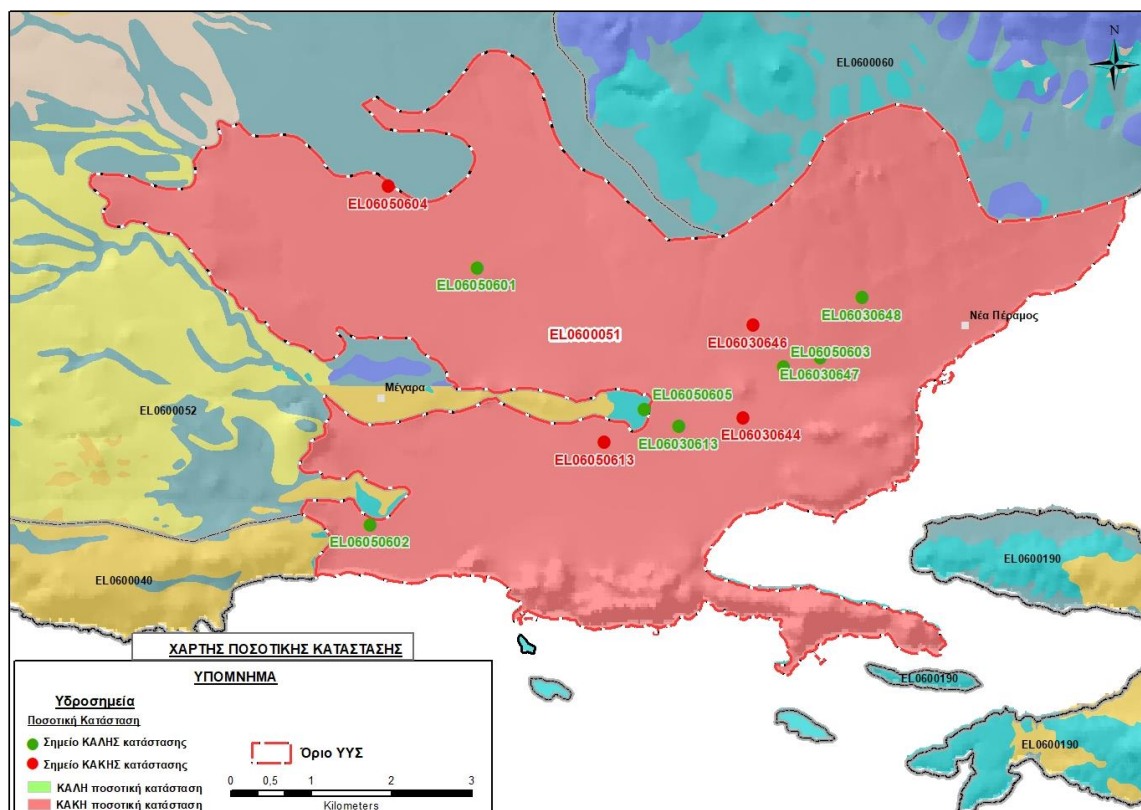 N
EL0600060
EL06050604
EL06050601
EL0600051
EL06030648
Νέα Πέραμος
EL06030646
EL06050603
EL06030647
Μέγαρα
EL0600052
EL06050605
EL06030613
EL06030644
EL06050613
EL06050602
EL0600040
EL0600190
EL0600190
EL0600190
ΧΑΡΤΗΣ ΠΟΣΟΤΙΚΗΣ ΚΑΤΑΣΤΑΣΗΣ
ΥΠΟΜΝΗΜΑ
Υδροσημεία
Ποσοτική Κατάσταση
Σημείο ΚΑΛΗΣ κατάστασης
Σημείο ΚΑΚΗΣ κατάστασης
ΚΑΛΗ ποσοτική κατάσταση
ΚΑΚΗ ποσοτική κατάσταση
Όριο ΥΥΣ
0 0,5 1 2 3
Kilometers